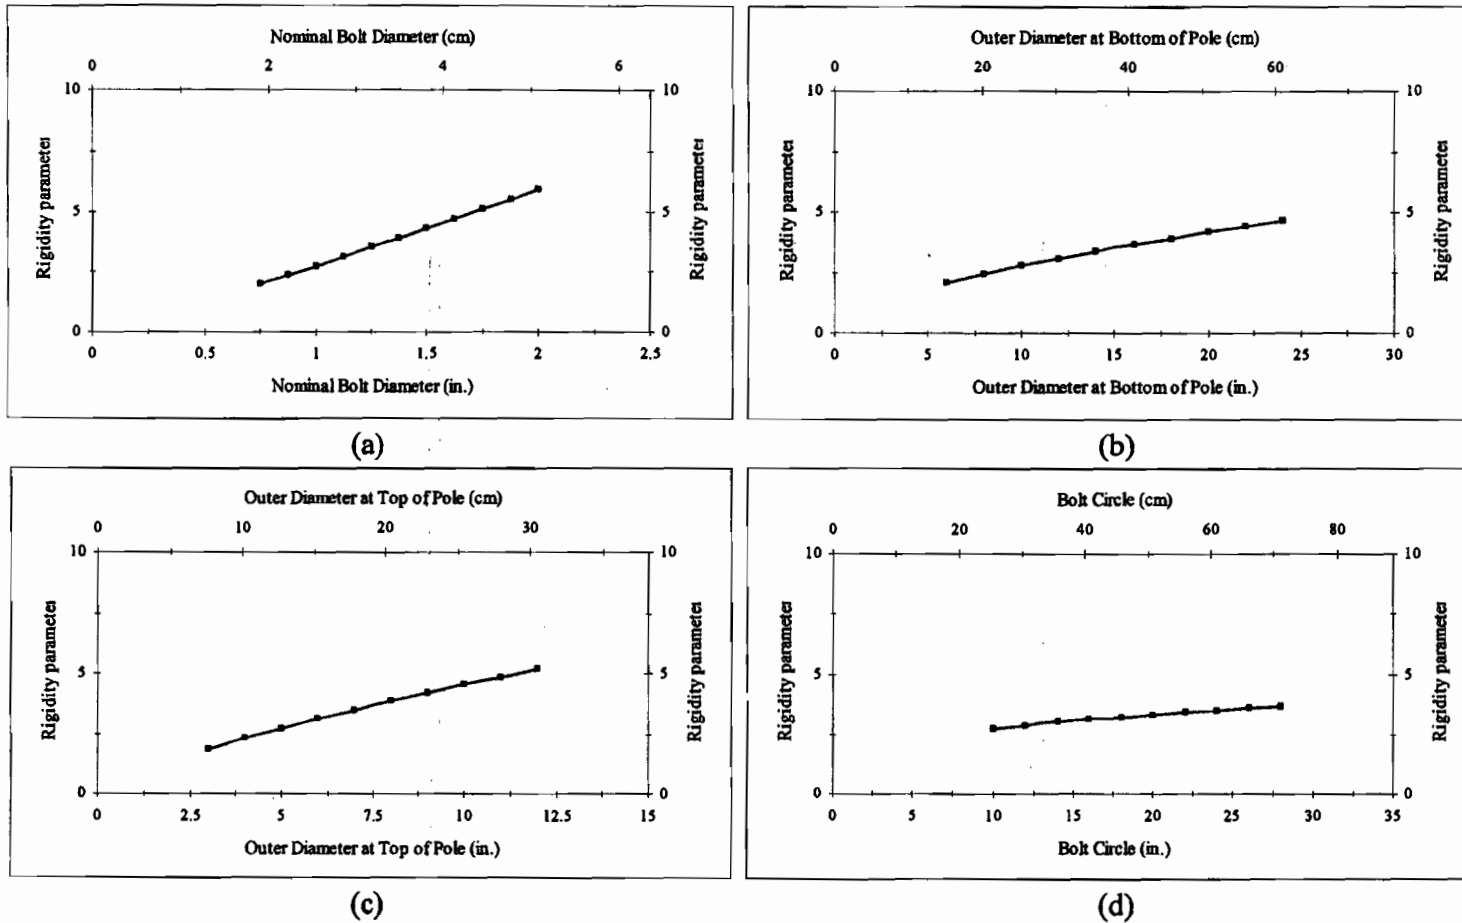 Nominal Bolt Diameter (cm)
0 2 4 6
10 10
Rigidity parameter
5 5
Rigidity parameter
0 0
0 0.5 1 1.5 2 2.5
Nominal Bolt Diameter (in.)
(a)
Outer Diameter at Bottom of Pole (cm)
0 20 40 60
10 10
Rigidity parameter
5 5
Rigidity parameter
0 0
0 5 10 15 20 25 30
Outer Diameter at Bottom of Pole (in.)
(b)
Outer Diameter at Top of Pole (cm)
0 10 20 30
10 10
Rigidity parameter
5 5
Rigidity parameter
0 0
0 2.5 5 7.5 10 12.5 15
Outer Diameter at Top of Pole (in.)
(c)
Bolt Circle (cm)
0 20 40 60 80
10 10
Rigidity parameter
5 5
Rigidity parameter
0 0
0 5 10 15 20 25 30 35
Bolt Circle (in.)
(d)